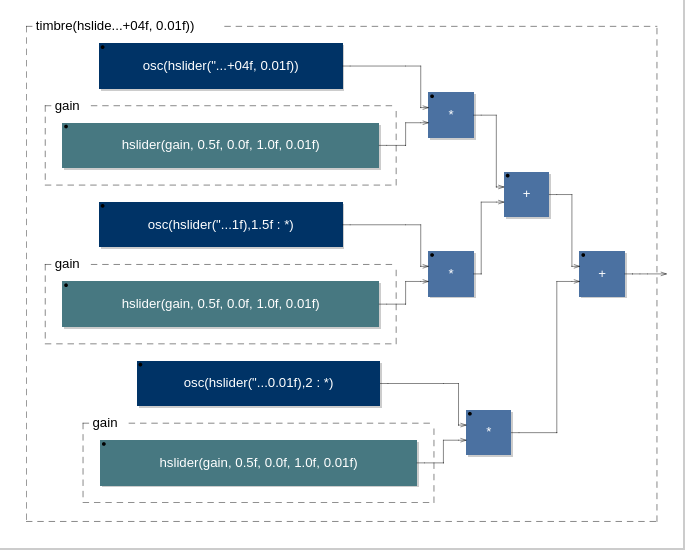 timbre(hslide...+04f, 0.01f))
osc(hslider("...+04f, 0.01f))
*
gain
hslider(gain, 0.5f, 0.0f, 1.0f, 0.01f)
+
osc(hslider("...1f),1.5f : *)
*
+
gain
hslider(gain, 0.5f, 0.0f, 1.0f, 0.01f)
osc(hslider("...0.01f),2 : *)
*
gain
hslider(gain, 0.5f, 0.0f, 1.0f, 0.01f)